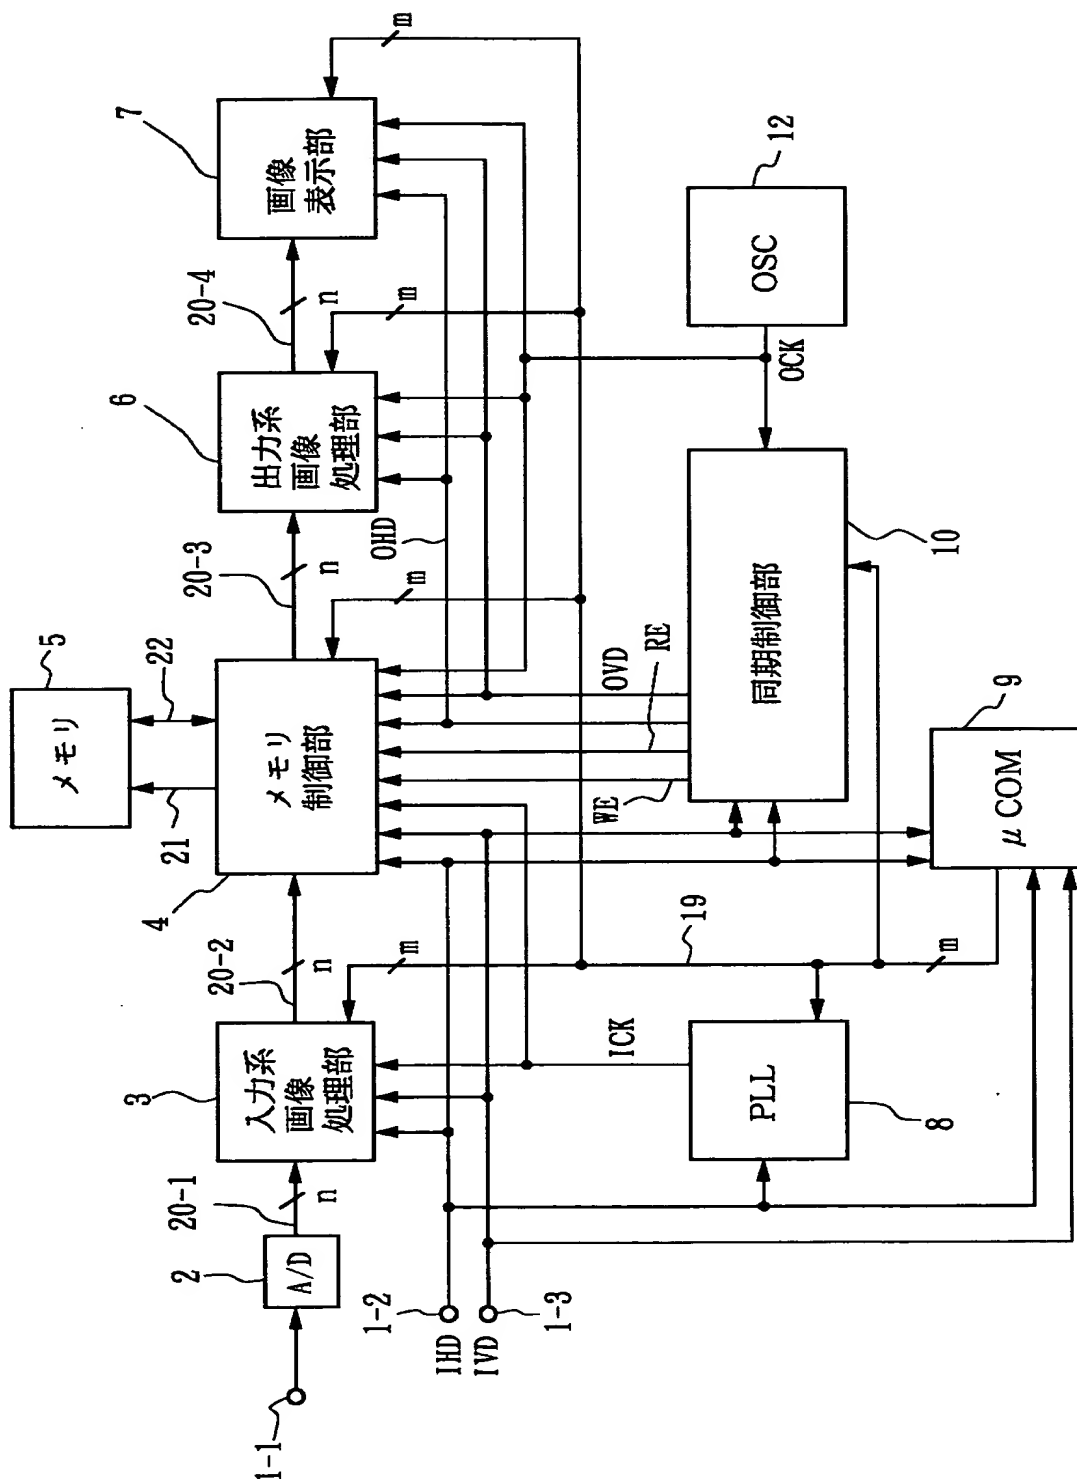 5
メモリ
21
22
7
画像
表示部
m
20-4
n
6
出力系
画像
処理部
m
20-3
n
4
メモリ
制御部
m
20-2
n
3
入力系
画像
処理部
m
20-1
n
2
A/D
1-1
1-2
IHD
IVD
1-3
OHD
OVD
RE
WE
ICK
19
m
12
OSC
OCK
10
同期制御部
9
μ COM
8
PLL